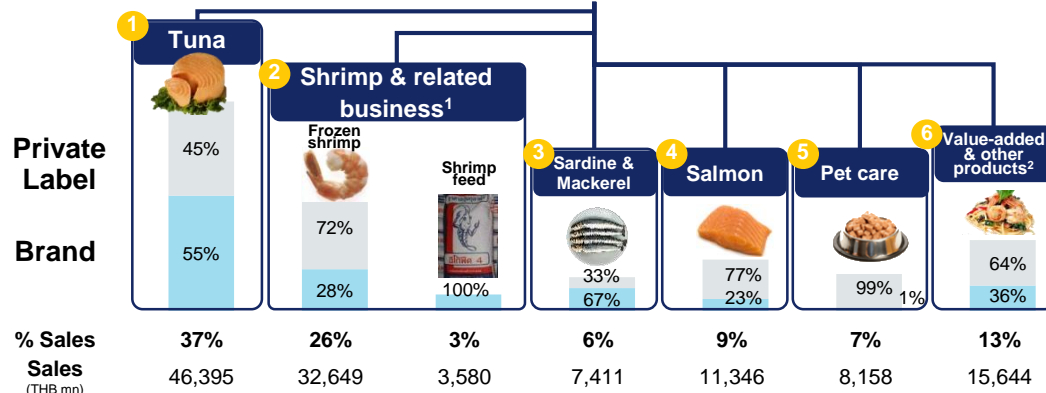 1
Tuna
2
Shrimp & related
business1
Frozen
shrimp
Shrimp
feed
3
Sardine &
Mackerel
4
Salmon
5
Pet care
6
Value-added
& other
products2
Private
Label
45%
72%
33%
77%
99%
64%
Brand
55%
28%
100%
67%
23%
1%
36%
% Sales
37%
26%
3%
6%
9%
7%
13%
Sales
(THB mn)
46,395
32,649
3,580
7,411
11,346
8,158
15,644